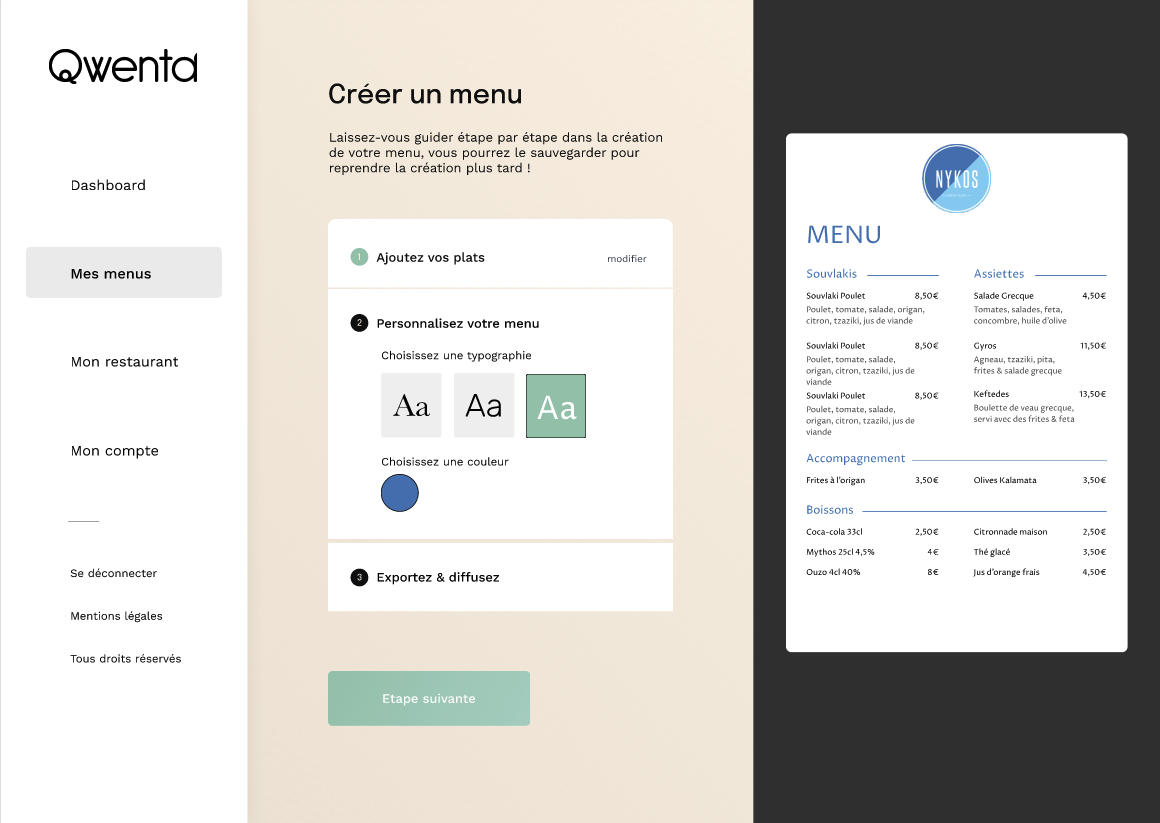 Qwenta
Dashboard
Mes menus
Mon restaurant
Mon compte
Se déconnecter
Mentions légales
Tous droits réservés
Créer un menu
Laissez-vous guider étape par étape dans la création
de votre menu, vous pourrez le sauvegarder pour
reprendre la création plus tard !
1 Ajoutez vos plats modifier
2 Personnalisez votre menu
Choisissez une typographie
Aa Aa Aa
Choisissez une couleur
3 Exportez & diffusez
Etape suivante
NYKOS
MENU
Souvlakis
Souvlaki Poulet 8,50€
Poulet, tomate, salade, origan,
citron, tzaziki, jus de viande
Souvlaki Poulet 8,50€
Poulet, tomate, salade,
origan, citron, tzaziki, jus de
viande
Souvlaki Poulet 8,50€
Poulet, tomate, salade,
origan, citron, tzaziki, jus de
viande
Assiettes
Salade Grecque 4,50€
Tomates, salades, feta,
concombre, huile d'olive
Gyros 11,50€
Agneau, tzaziki, pita,
frites & salade grecque
Keftedes 13,50€
Boulette de veau grecque,
servi avec des frites & feta
Accompagnement
Frites à l'origan 3,50€ Olives Kalamata 3,50€
Boissons
Coca-cola 33cl 2,50€ Citronnade maison 2,50€
Mythos 25cl 4,5% 4€ Thé glacé 3,50€
Ouzo 4cl 40% 8€ Jus d'orange frais 4,50€